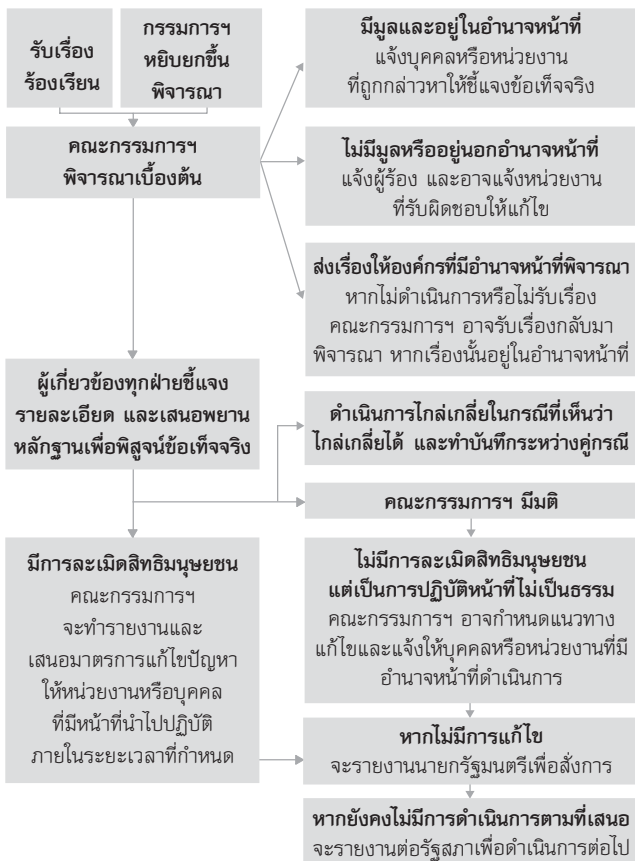 รับเรื่อง
ร้องเรียน
กรรมการฯ
หยิบยกขึ้น
พิจารณา
คณะกรรมการฯ
พิจารณาเบื้องต้น
มีมูลและอยู่ในอำนาจหน้าที่
แจ้งบุคคลหรือหน่วยงาน
ที่ถูกกล่าวหาให้ชี้แจงข้อเท็จจริง
ไม่มีมูลหรืออยู่นอกอำนาจหน้าที่
แจ้งผู้ร้อง และอาจแจ้งหน่วยงาน
ที่รับผิดชอบให้แก้ไข
ส่งเรื่องให้องค์กรที่มีอำนาจหน้าที่พิจารณา
หากไม่ดำเนินการหรือไม่รับเรื่อง
คณะกรรมการฯ อาจรับเรื่องกลับมา
พิจารณา หากเรื่องนั้นอยู่ในอำนาจหน้าที่
ผู้เกี่ยวข้องทุกฝ่ายชี้แจง
รายละเอียด และเสนอพยาน
หลักฐานเพื่อพิสูจน์ข้อเท็จจริง
ดำเนินการไกล่เกลี่ยในกรณีที่เห็นว่า
ไกล่เกลี่ยได้ และทำบันทึกระหว่างคู่กรณี
คณะกรรมการฯ มีมติ
มีการละเมิดสิทธิมนุษยชน
คณะกรรมการฯ
จะทำรายงานและ
เสนอมาตรการแก้ไขปัญหา
ให้หน่วยงานหรือบุคคล
ที่มีหน้าที่นำไปปฏิบัติ
ภายในระยะเวลาที่กำหนด
ไม่มีการละเมิดสิทธิมนุษยชน
แต่เป็นการปฏิบัติหน้าที่ไม่เป็นธรรม
คณะกรรมการฯ อาจกำหนดแนวทาง
แก้ไขและแจ้งให้บุคคลหรือหน่วยงานที่มี
อำนาจหน้าที่ดำเนินการ
หากไม่มีการแก้ไข
จะรายงานนายกรัฐมนตรีเพื่อสั่งการ
หากยังคงไม่มีการดำเนินการตามที่เสนอ
จะรายงานต่อรัฐสภาเพื่อดำเนินการต่อไป